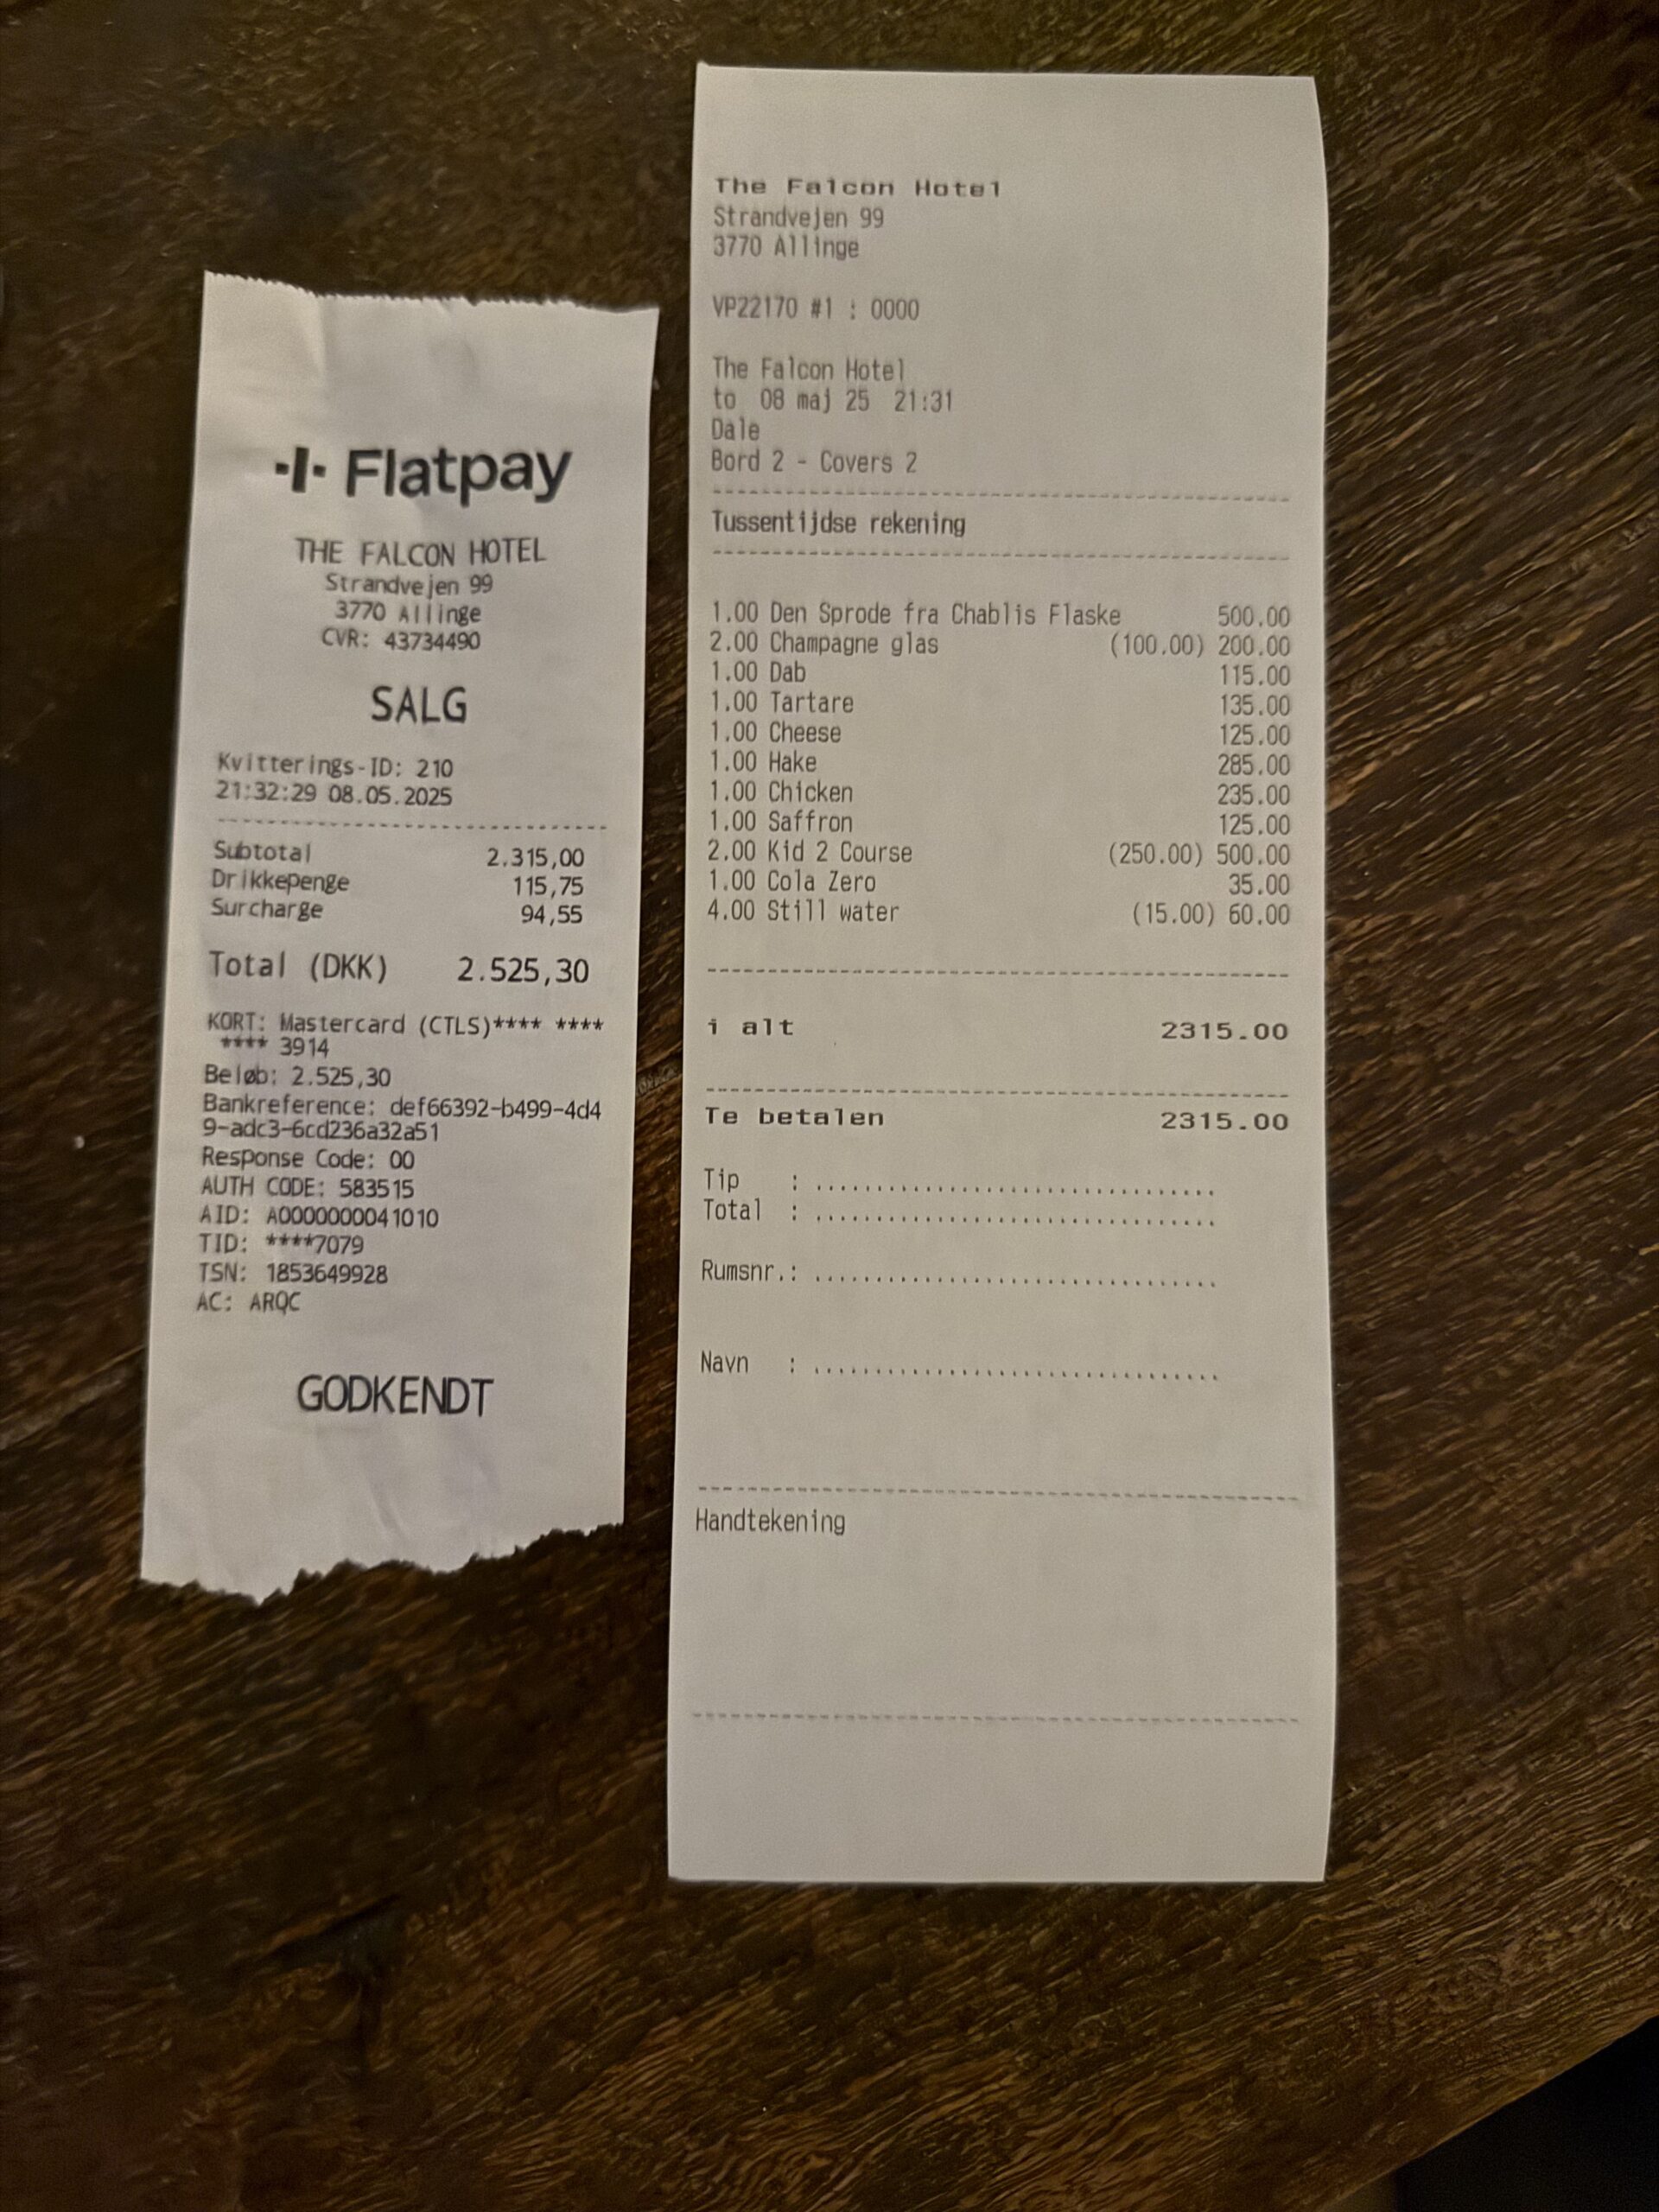 Flatpay
THE FALCON HOTEL
Strandvejen 99
3770 Allinge
CVR: 43734490
SALG
Kvitterings-ID: 210
21:32:29 08.05.2025
Subtotal 2.315,00
Drikkepenge 115,75
Surcharge 94,55
Total (DKK) 2.525,30
KORT: Mastercard (CTLS)**** ****
**** 3914
Beløb: 2.525,30
Bankreference: def66392-b499-4d4
9-adc3-6cd236a32a51
Response Code: 00
AUTH CODE: 583515
AID: A0000000041010
TID: ****7079
TSN: 1853649928
AC: ARQC
GODKENDT
The Falcon Hotel
Strandvejen 99
3770 Allinge
VP22170 #1 : 0000
The Falcon Hotel
to 08 maj 25 21:31
Dale
Bord 2 - Covers 2
Tussentijdse rekening
1.00 Den Sprode fra Chablis Flaske 500.00
2.00 Champagne glas (100.00) 200.00
1.00 Dab 115.00
1.00 Tartare 135.00
1.00 Cheese 125.00
1.00 Hake 285.00
1.00 Chicken 235.00
1.00 Saffron 125.00
2.00 Kid 2 Course (250.00) 500.00
1.00 Cola Zero 35.00
4.00 Still water (15.00) 60.00
i alt 2315.00
Te betalen 2315.00
Tip : .................................
Total : .................................
Rumsnr.: .................................
Navn : .................................
Handtekening